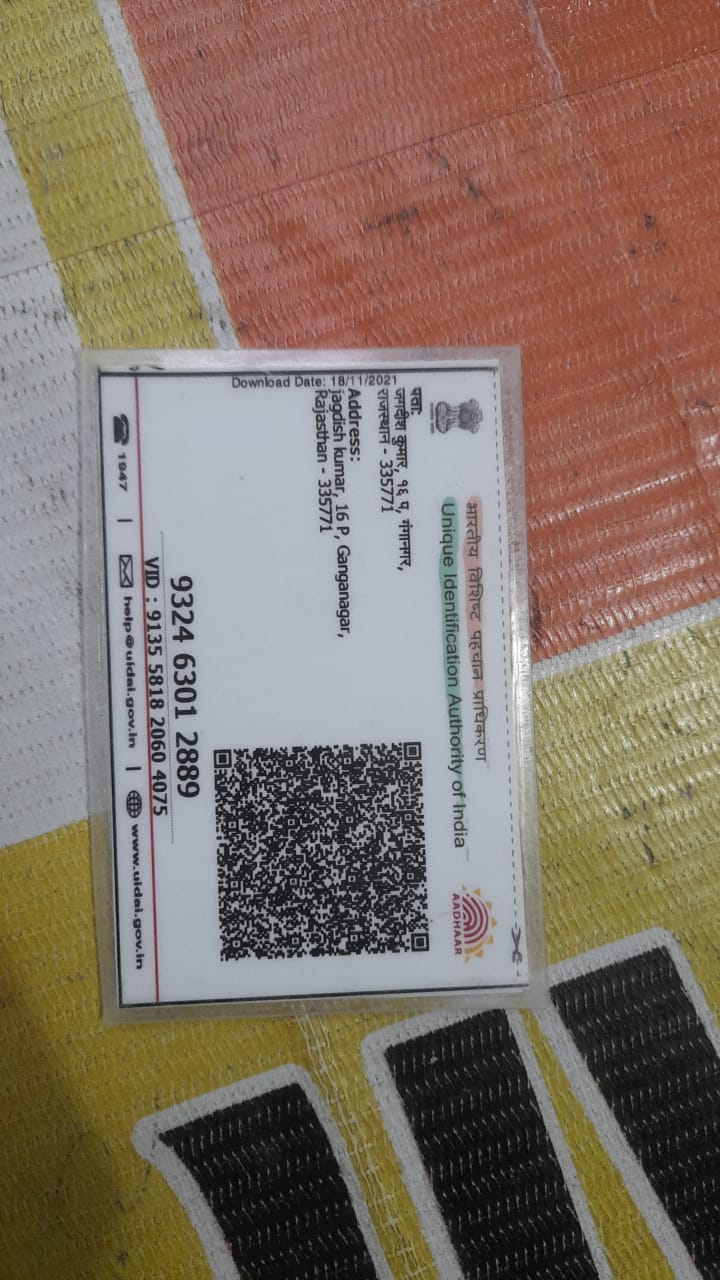 भारतीय विशिष्ट पहचान प्राधिकरण
Unique Identification Authority of India
AADHAAR
पता:
जगदीश कुमार, १६ प, गंगानगर,
राजस्थान - 335771
Address:
jagdish kumar, 16 P, Ganganagar,
Rajasthan - 335771
Download Date: 18/11/2021
9324 6301 2889
VID : 9135 5818 2060 4075
1947 | help@uidai.gov.in | www.uidai.gov.in